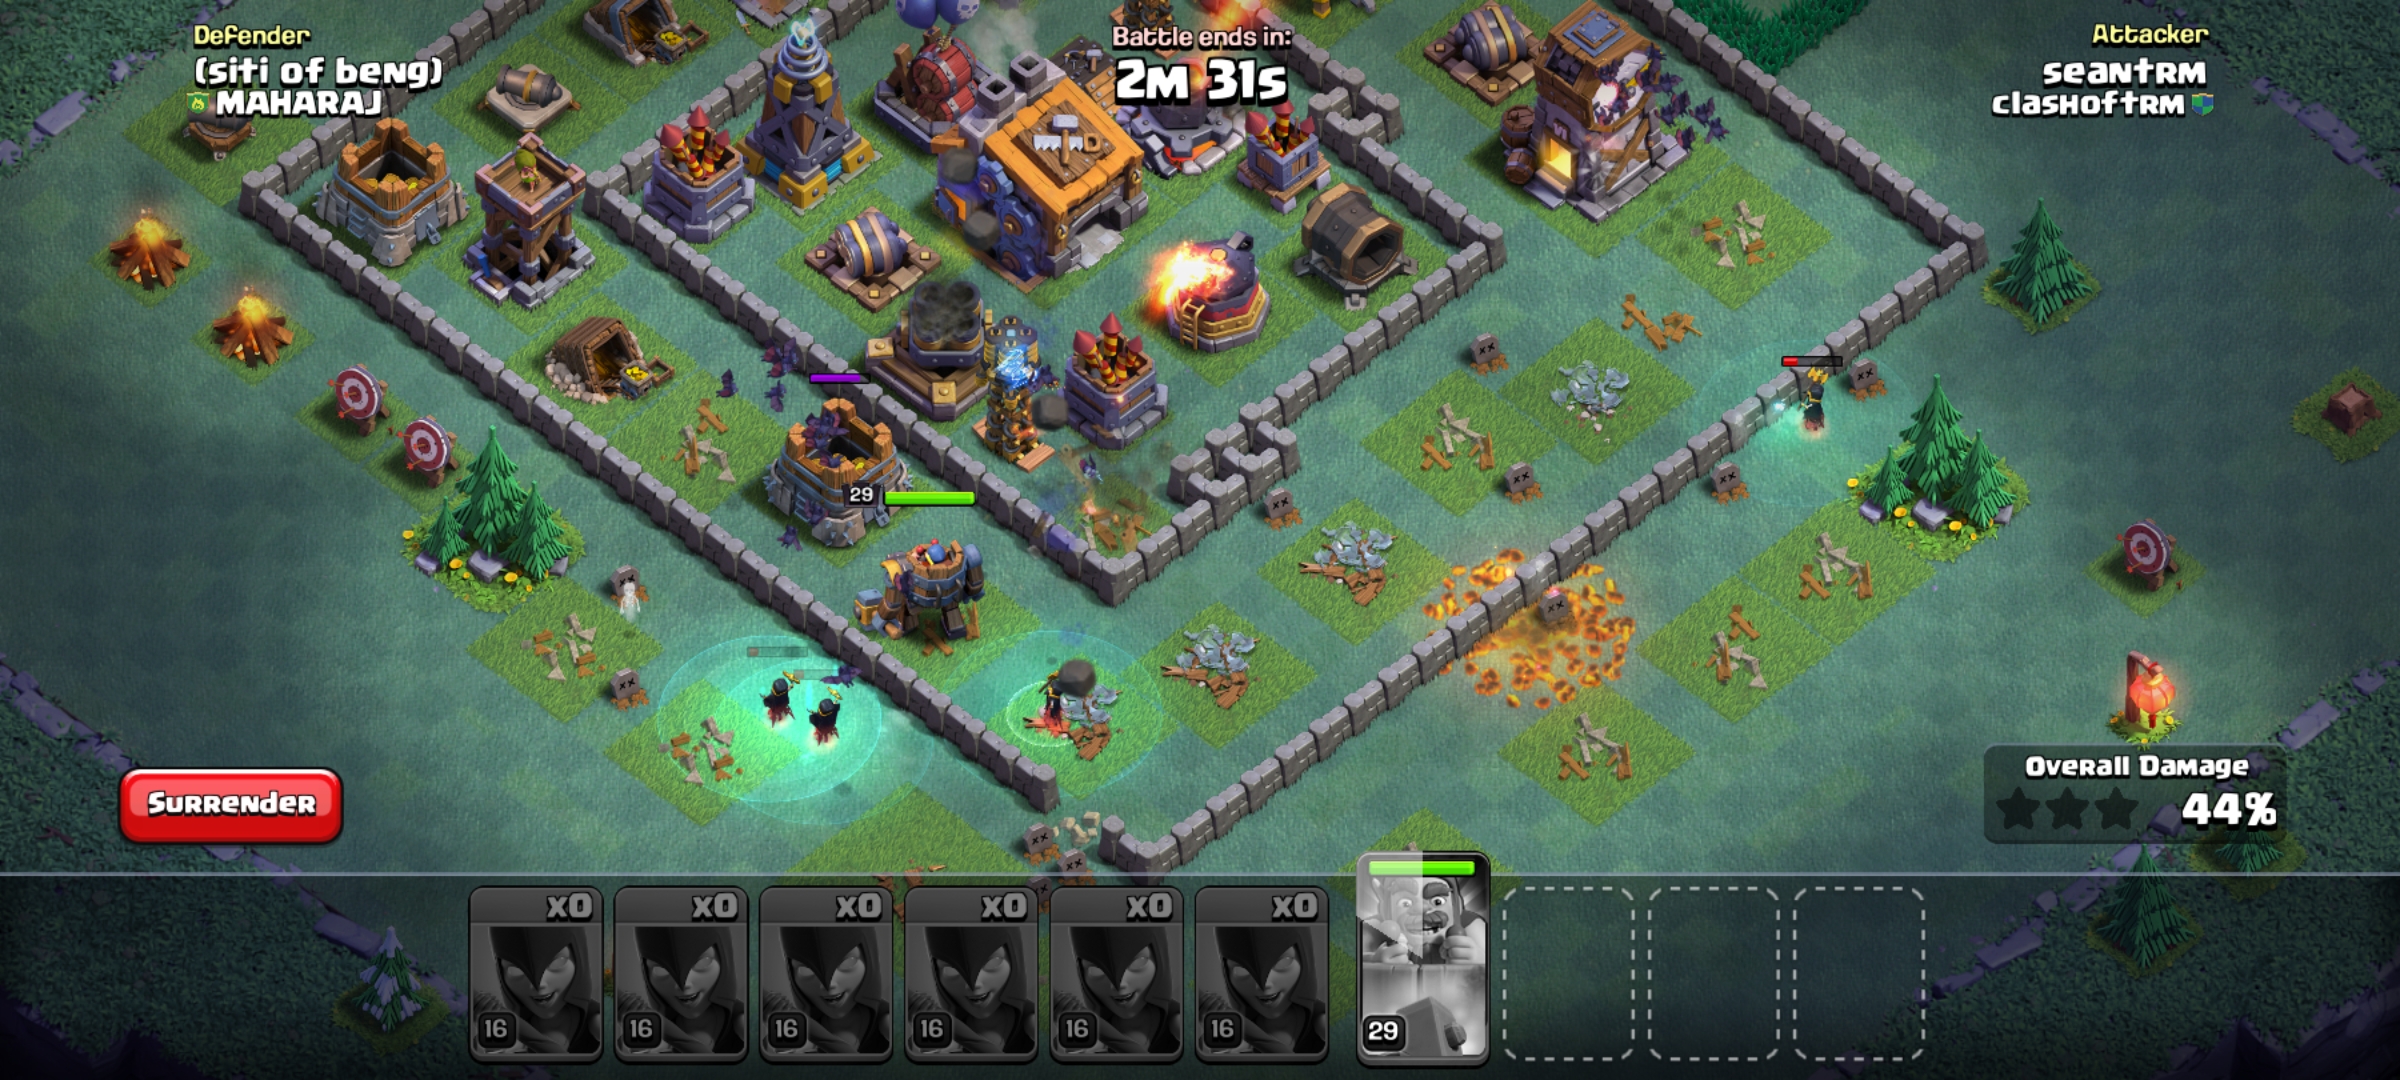 Defender
(siti of beng)
MAHARAJ
Battle ends in:
2M 31s
Attacker
seantRM
clashoftRM
29
Surrender
Overall Damage
44%
x0
x0
x0
x0
x0
x0
16
16
16
16
16
16
29